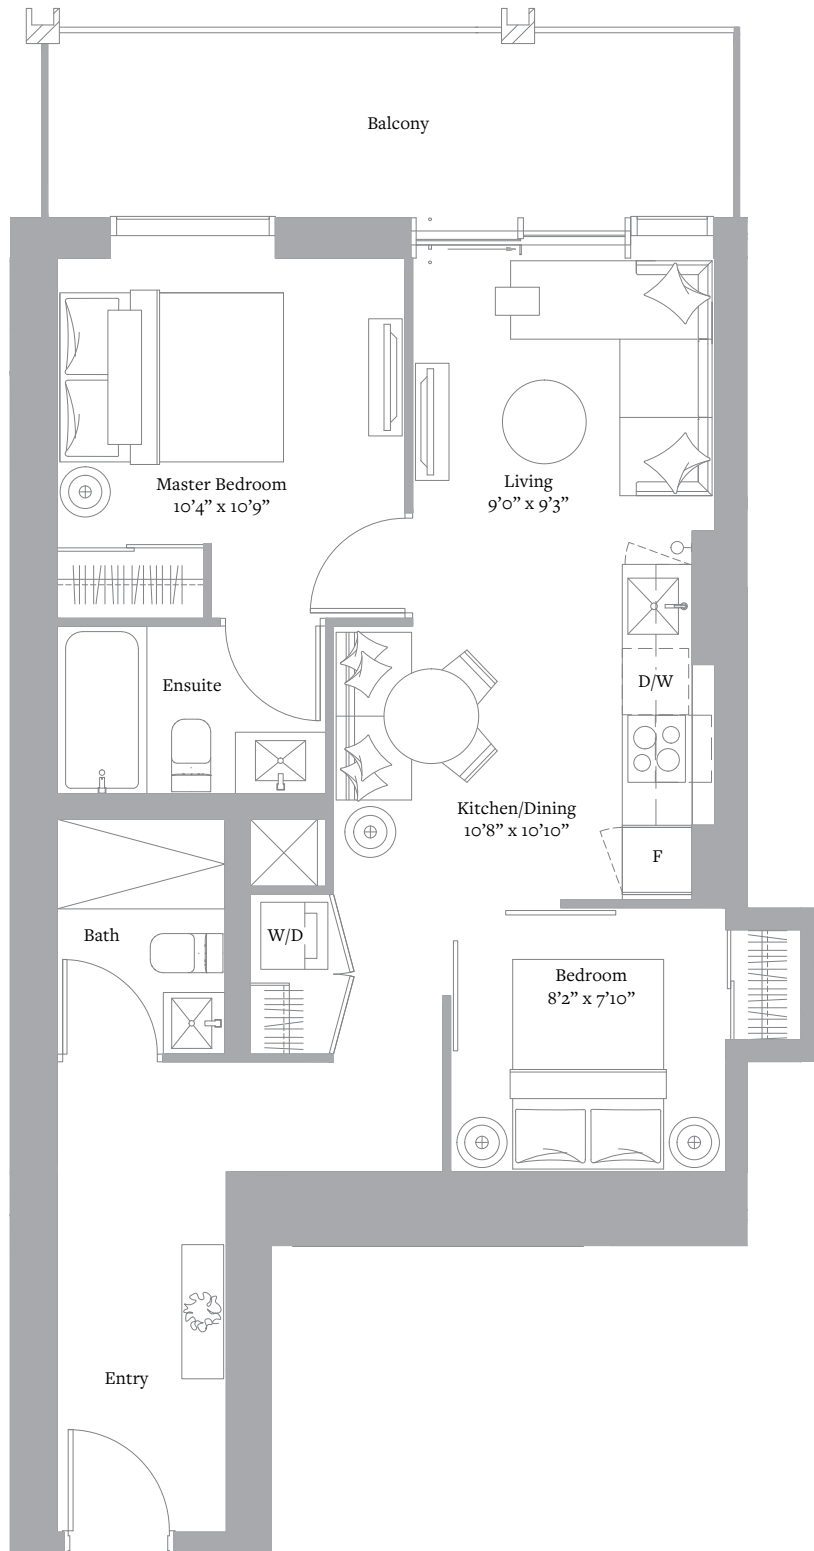 Balcony
Master Bedroom
10’4” x 10’9”
Living
9’0” x 9’3”
Ensuite
D/W
Kitchen/Dining
10’8” x 10’10”
F
Bath
W/D
Bedroom
8’2” x 7’10”
Entry